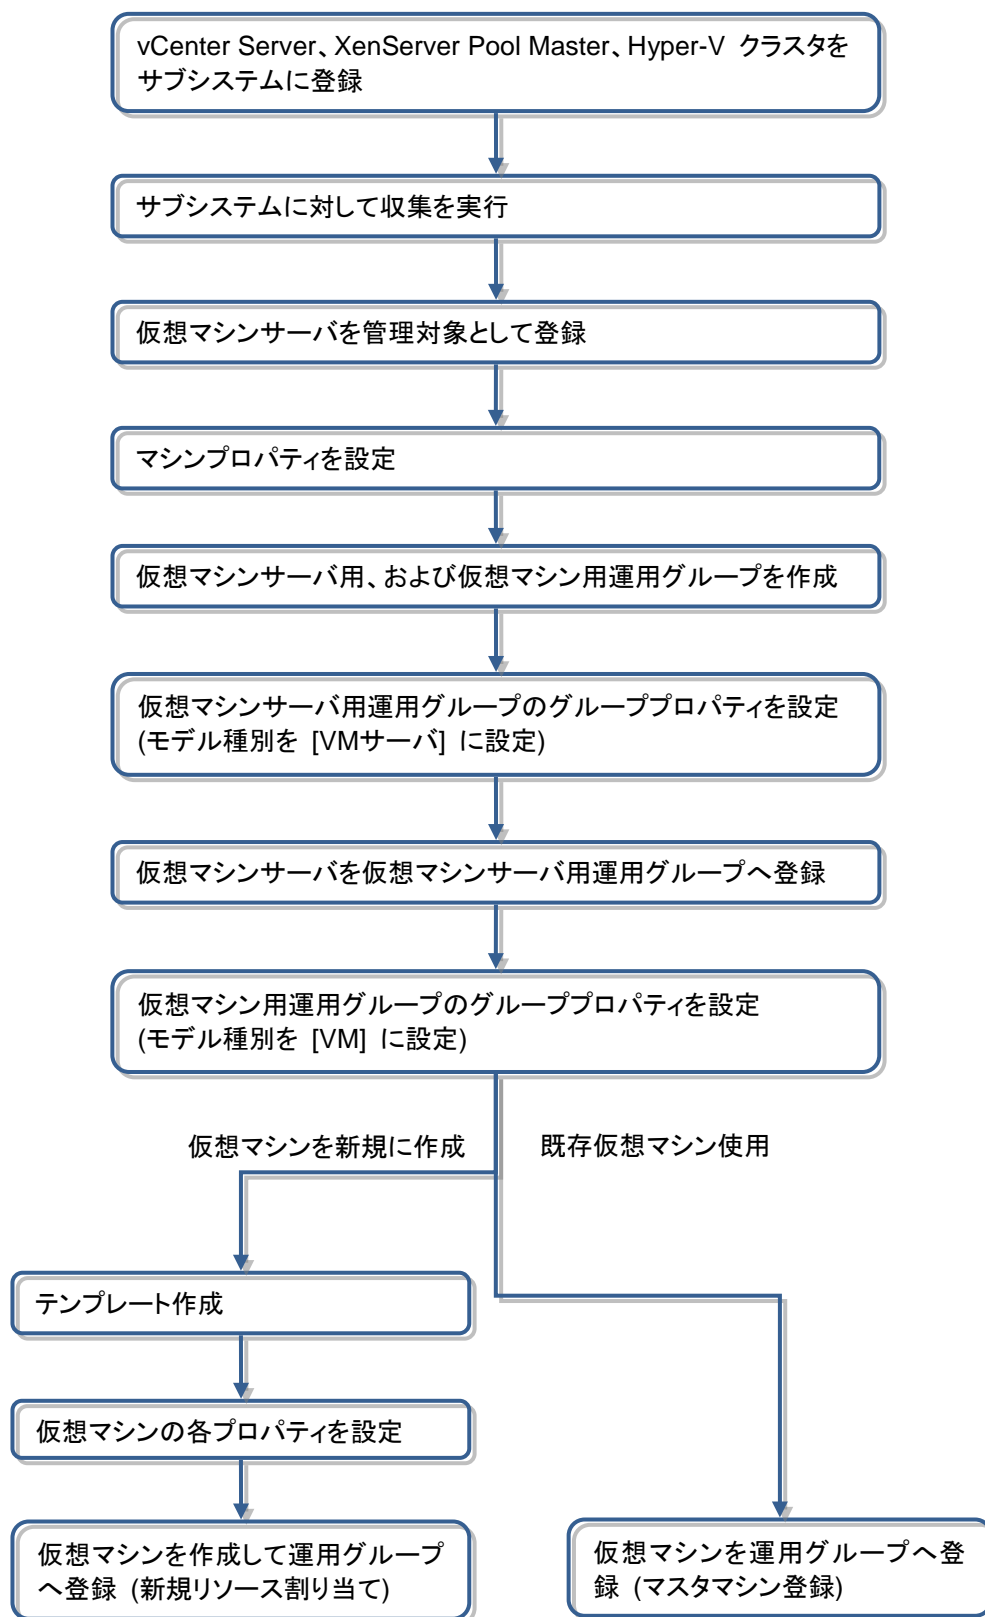 vCenter Server、XenServer Pool Master、Hyper-V クラスタを
サブシステムに登録
サブシステムに対して収集を実行
仮想マシンサーバを管理対象として登録
マシンプロパティを設定
仮想マシンサーバ用、および仮想マシン用運用グループを作成
仮想マシンサーバ用運用グループのグループプロパティを設定
(モデル種別を [VMサーバ] に設定)
仮想マシンサーバを仮想マシンサーバ用運用グループへ登録
仮想マシン用運用グループのグループプロパティを設定
(モデル種別を [VM] に設定)
仮想マシンを新規に作成
既存仮想マシン使用
テンプレート作成
仮想マシンの各プロパティを設定
仮想マシンを作成して運用グループ
へ登録 (新規リソース割り当て)
仮想マシンを運用グループへ登
録 (マスタマシン登録)